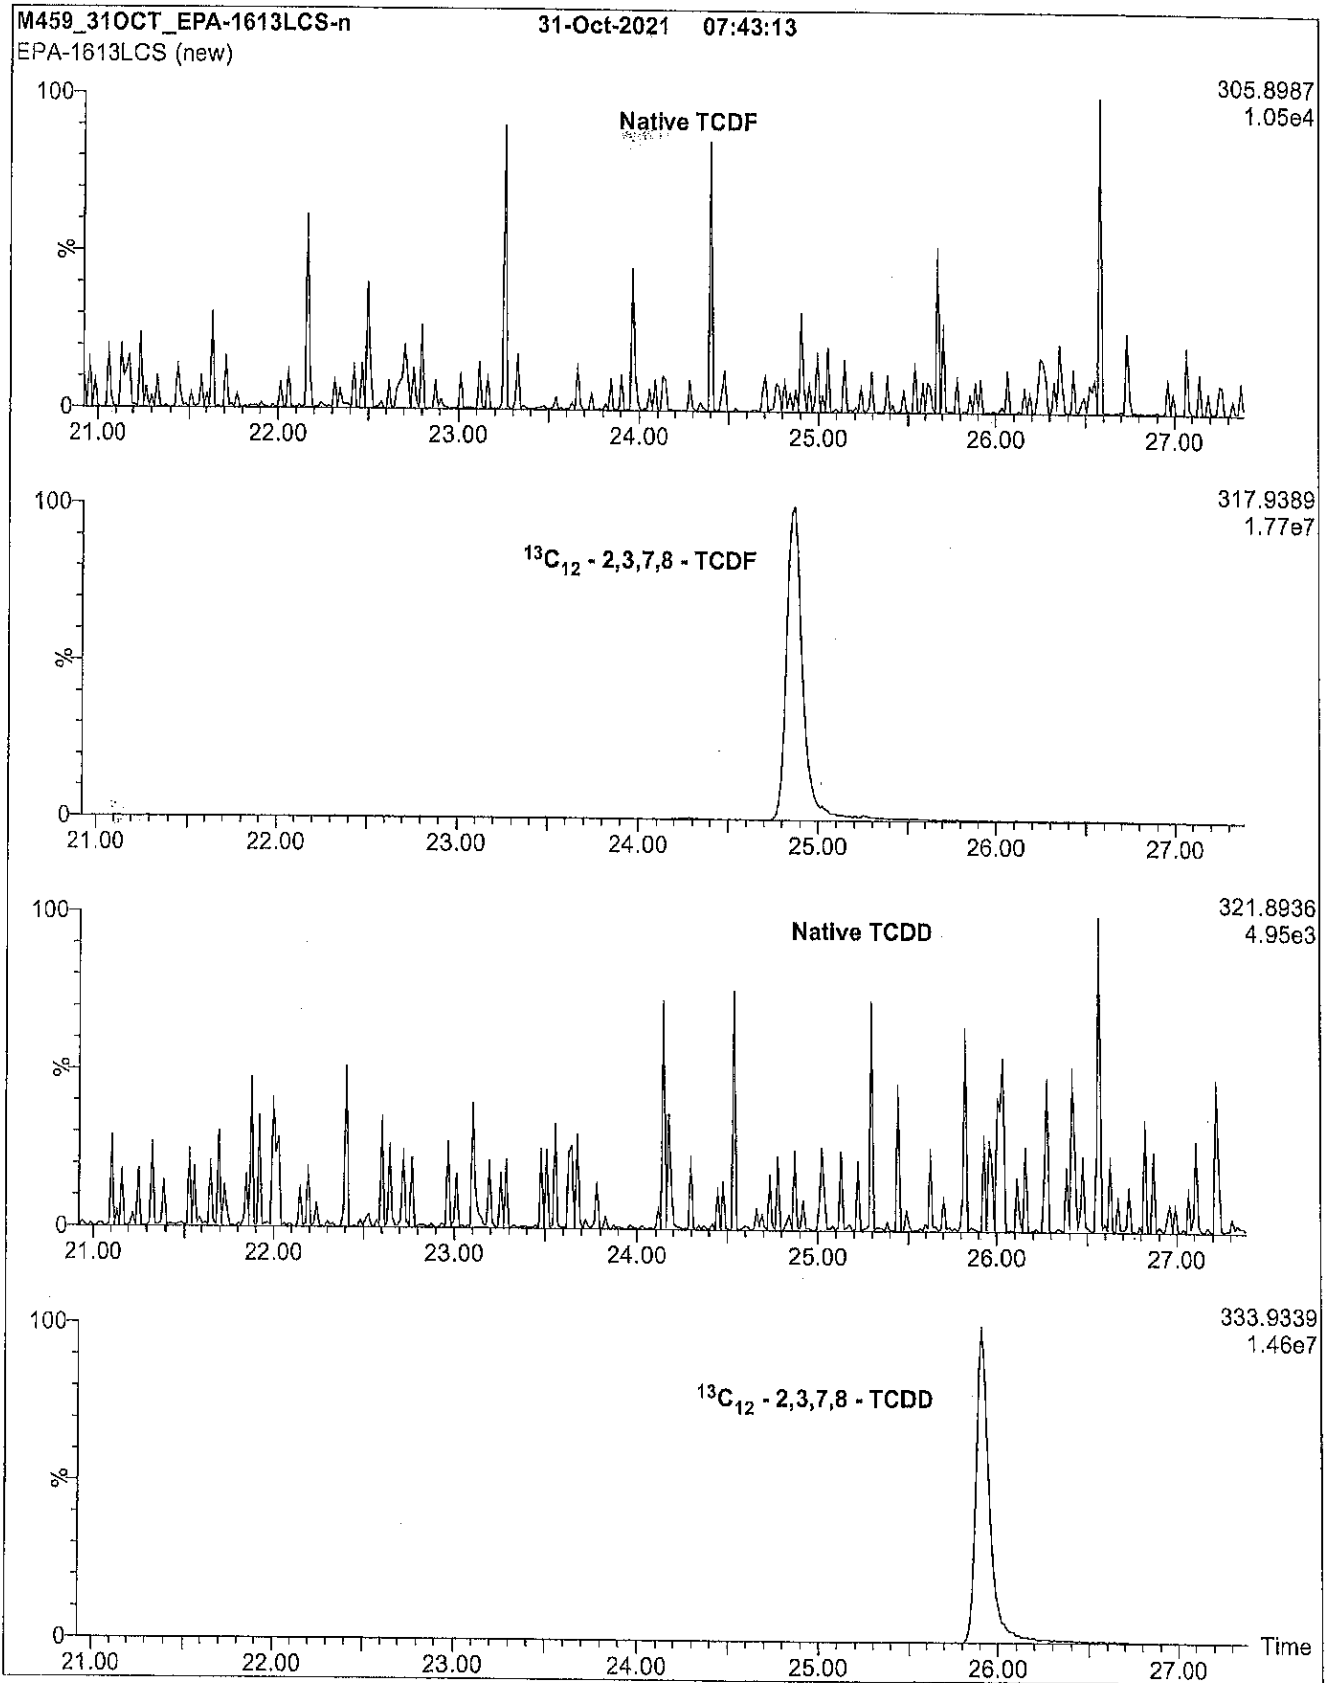 M459_31OCT_EPA-1613LCS-n 31-Oct-2021 07:43:13
EPA-1613LCS (new)
305.8987
1.05e4
Native TCDF
100
%
0
21.00 22.00 23.00 24.00 25.00 26.00 27.00
317.9389
1.77e7
¹³C₁₂ - 2,3,7,8 - TCDF
100
%
0
21.00 22.00 23.00 24.00 25.00 26.00 27.00
321.8936
4.95e3
Native TCDD
100
%
0
21.00 22.00 23.00 24.00 25.00 26.00 27.00
333.9339
1.46e7
¹³C₁₂ - 2,3,7,8 - TCDD
100
%
0
21.00 22.00 23.00 24.00 25.00 26.00 27.00 Time